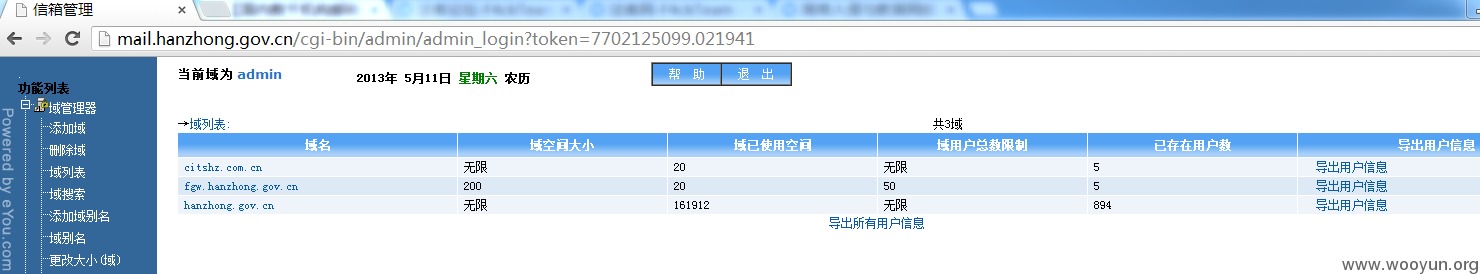 信箱管理
mail.hanzhong.gov.cn/cgi-bin/admin/admin_login?token=7702125099.021941
当前域为 admin
2013年 5月11日 星期六 农历
帮 助
退 出
功能列表
域管理器
添加域
删除域
域列表
域搜索
添加域别名
域别名
更改大小(域)
Powered by eYou.com
→域列表:
共3域
域名 域空间大小 域已使用空间 域用户总数限制 已存在用户数 导出用户信息
citshz.com.cn 无限 20 无限 5 导出用户信息
fgw.hanzhong.gov.cn 200 20 50 5 导出用户信息
hanzhong.gov.cn 无限 161912 无限 894 导出用户信息
导出所有用户信息
www.wooyun.org